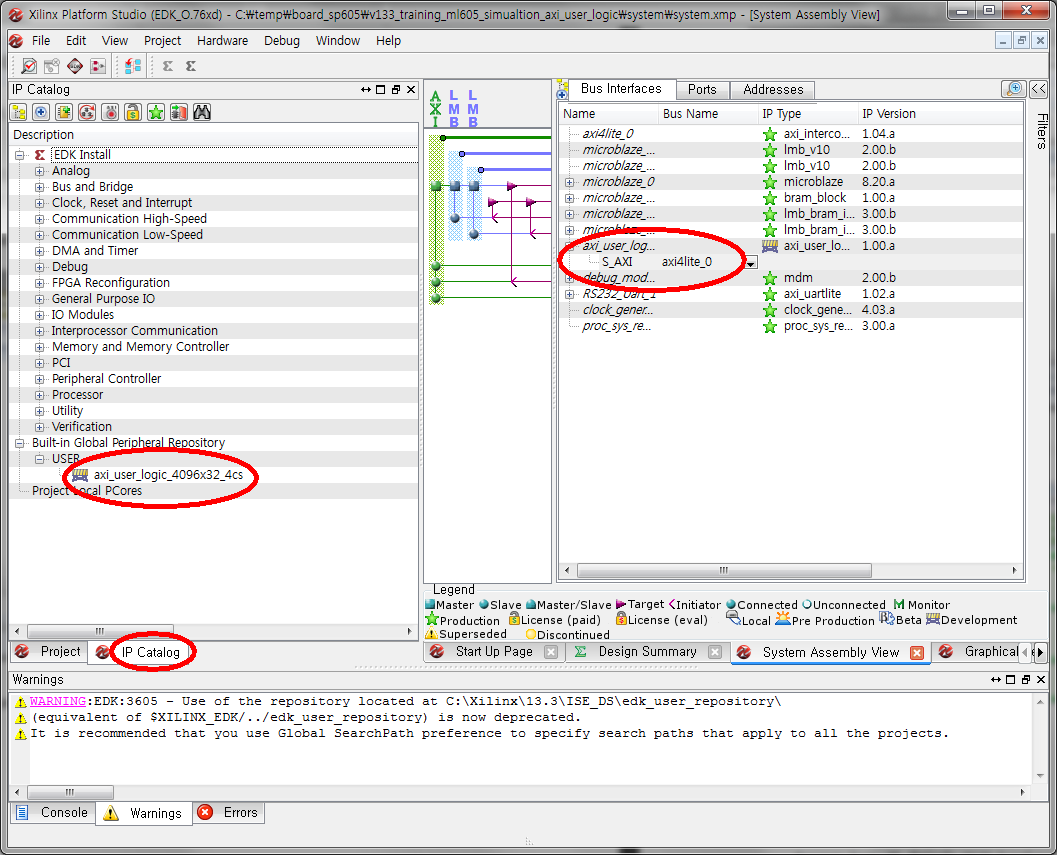 Xilinx Platform Studio (EDK_O.76xd) - C:₩temp₩board_sp605₩v133_training_ml605_simualtion_axi_user_logic₩system₩system.xmp - [System Assembly View]
File Edit View Project Hardware Debug Window Help
IP Catalog
Description
EDK Install
Analog
Bus and Bridge
Clock, Reset and Interrupt
Communication High-Speed
Communication Low-Speed
DMA and Timer
Debug
FPGA Reconfiguration
General Purpose IO
IO Modules
Interprocessor Communication
Memory and Memory Controller
PCI
Peripheral Controller
Processor
Utility
Verification
Built-in Global Peripheral Repository
USER
axi_user_logic_4096x32_4cs
Project Local PCores
Project IP Catalog
AXI LMB LMB
Bus Interfaces Ports Addresses
Name Bus Name IP Type IP Version
axi4lite_0 axi_interco... 1.04.a
microblaze_... lmb_v10 2.00.b
microblaze_... lmb_v10 2.00.b
microblaze_0 microblaze 8.20.a
microblaze_... bram_block 1.00.a
microblaze_... lmb_bram_i... 3.00.b
microblaze_... lmb_bram_i... 3.00.b
axi_user_log... axi_user_lo... 1.00.a
S_AXI axi4lite_0
debug_mod... mdm 2.00.b
RS232_Uart_1 axi_uartlite 1.02.a
clock_gener... clock_gene... 4.03.a
proc_sys_re... proc_sys_re... 3.00.a
Filters
Legend
Master Slave Master/Slave Target Initiator Connected Unconnected Monitor
Production License (paid) License (eval) Local Pre Production Beta Development
Superseded Discontinued
Start Up Page Design Summary System Assembly View Graphical
Warnings
WARNING:EDK:3605 - Use of the repository located at C:\Xilinx\13.3\ISE_DS\edk_user_repository\
(equivalent of $XILINX_EDK/../edk_user_repository) is now deprecated.
It is recommended that you use Global SearchPath preference to specify search paths that apply to all the projects.
Console Warnings Errors